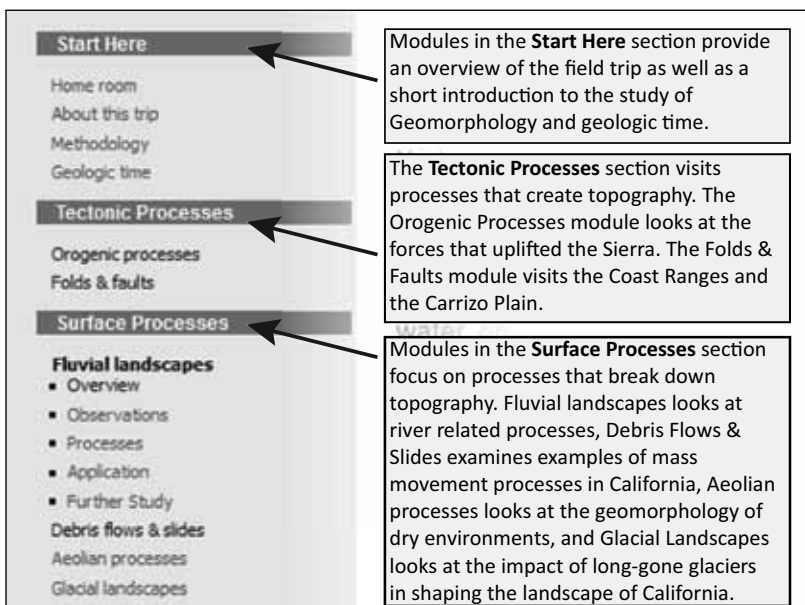 Start Here
Home room
About this trip
Methodology
Geologic time
Tectonic Processes
Orogenic processes
Folds & faults
Surface Processes
Fluvial landscapes
▪ Overview
▪ Observations
▪ Processes
▪ Application
▪ Further Study
Debris flows & slides
Aeolian processes
Glacial landscapes
Modules in the Start Here section provide
an overview of the field trip as well as a
short introduction to the study of
Geomorphology and geologic time.
The Tectonic Processes section visits
processes that create topography. The
Orogenic Processes module looks at the
forces that uplifted the Sierra. The Folds &
Faults module visits the Coast Ranges and
the Carrizo Plain.
water
Modules in the Surface Processes section
focus on processes that break down
topography. Fluvial landscapes looks at
river related processes, Debris Flows &
Slides examines examples of mass
movement processes in California, Aeolian
processes looks at the geomorphology of
dry environments, and Glacial Landscapes
looks at the impact of long-gone glaciers
in shaping the landscape of California.